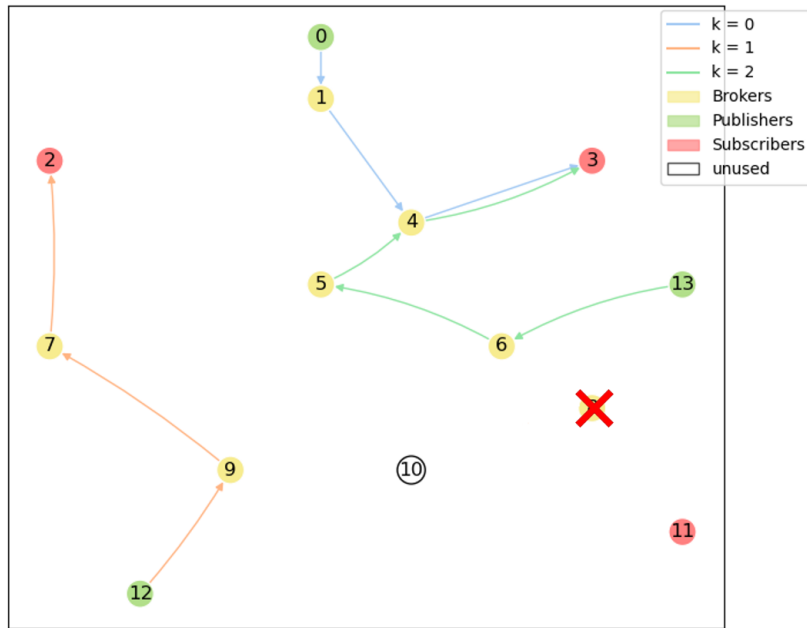 0
k = 0
k = 1
1
k = 2
Brokers
Publishers
2
3
Subscribers
unused
4
5
13
7
6
9
10
11
12